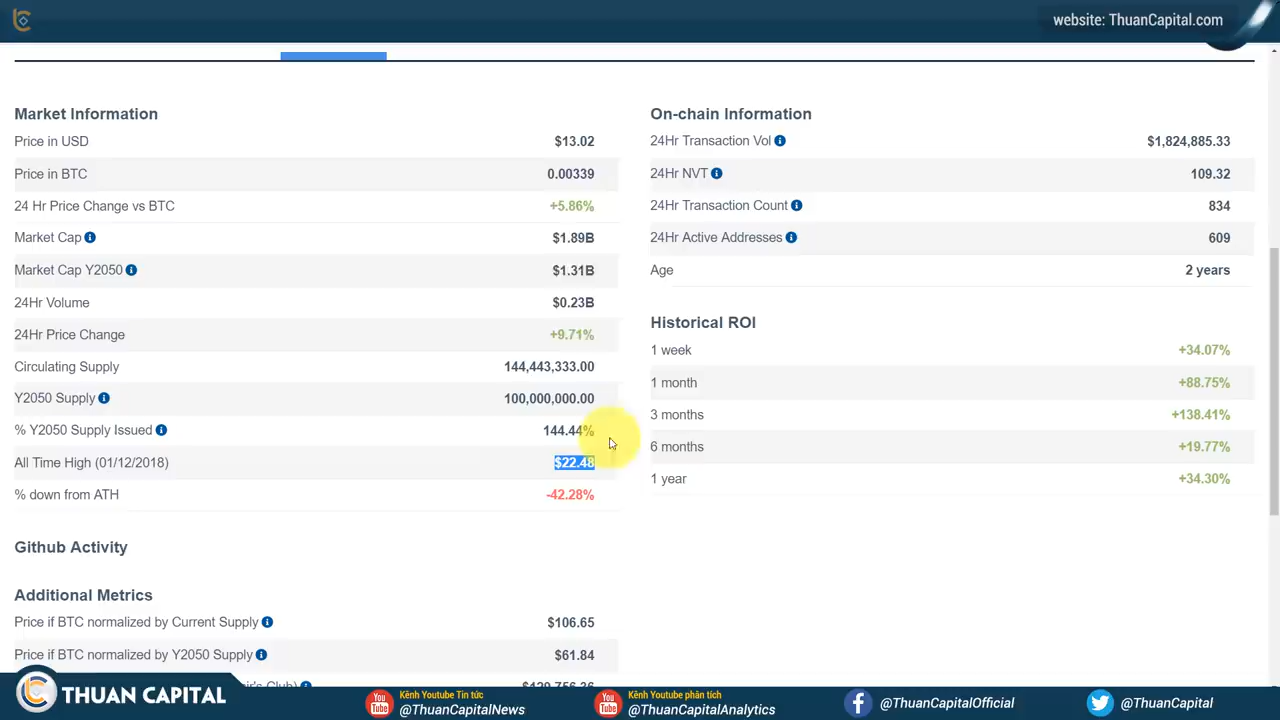 website: ThuanCapital.com
Market Information
Price in USD $13.02
Price in BTC 0.00339
24 Hr Price Change vs BTC +5.86%
Market Cap $1.89B
Market Cap Y2050 $1.31B
24Hr Volume $0.23B
24Hr Price Change +9.71%
Circulating Supply 144,443,333.00
Y2050 Supply 100,000,000.00
% Y2050 Supply Issued 144.44%
All Time High (01/12/2018) $22.48
% down from ATH -42.28%
On-chain Information
24Hr Transaction Vol $1,824,885.33
24Hr NVT 109.32
24Hr Transaction Count 834
24Hr Active Addresses 609
Age 2 years
Historical ROI
1 week +34.07%
1 month +88.75%
3 months +138.41%
6 months +19.77%
1 year +34.30%
Github Activity
Additional Metrics
Price if BTC normalized by Current Supply $106.65
Price if BTC normalized by Y2050 Supply $61.84
THUAN CAPITAL
You Tube
Kênh Youtube Tin tức
@ThuanCapitalNews
You Tube
Kênh Youtube phân tích
@ThuanCapitalAnalytics
@ThuanCapitalOfficial
@ThuanCapital